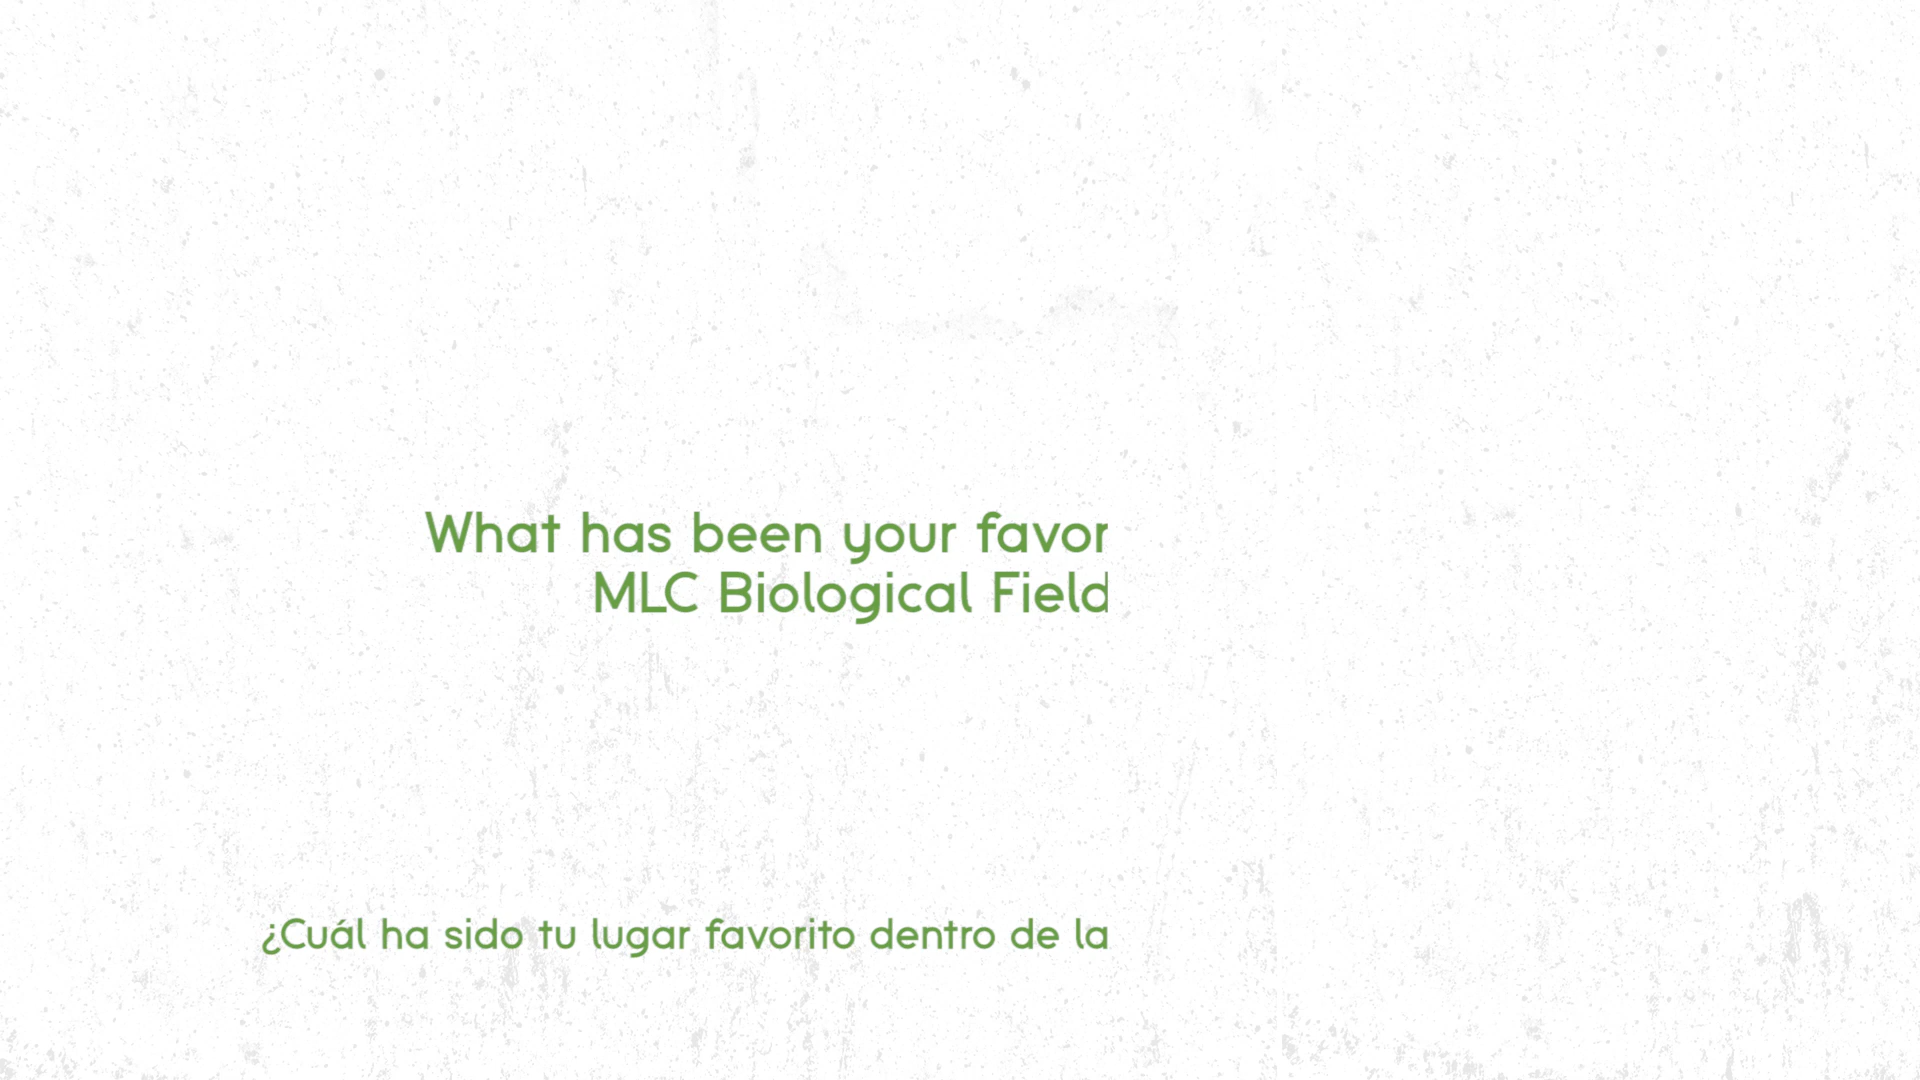 What has been your favor
MLC Biological Field
¿Cuál ha sido tu lugar favorito dentro de la